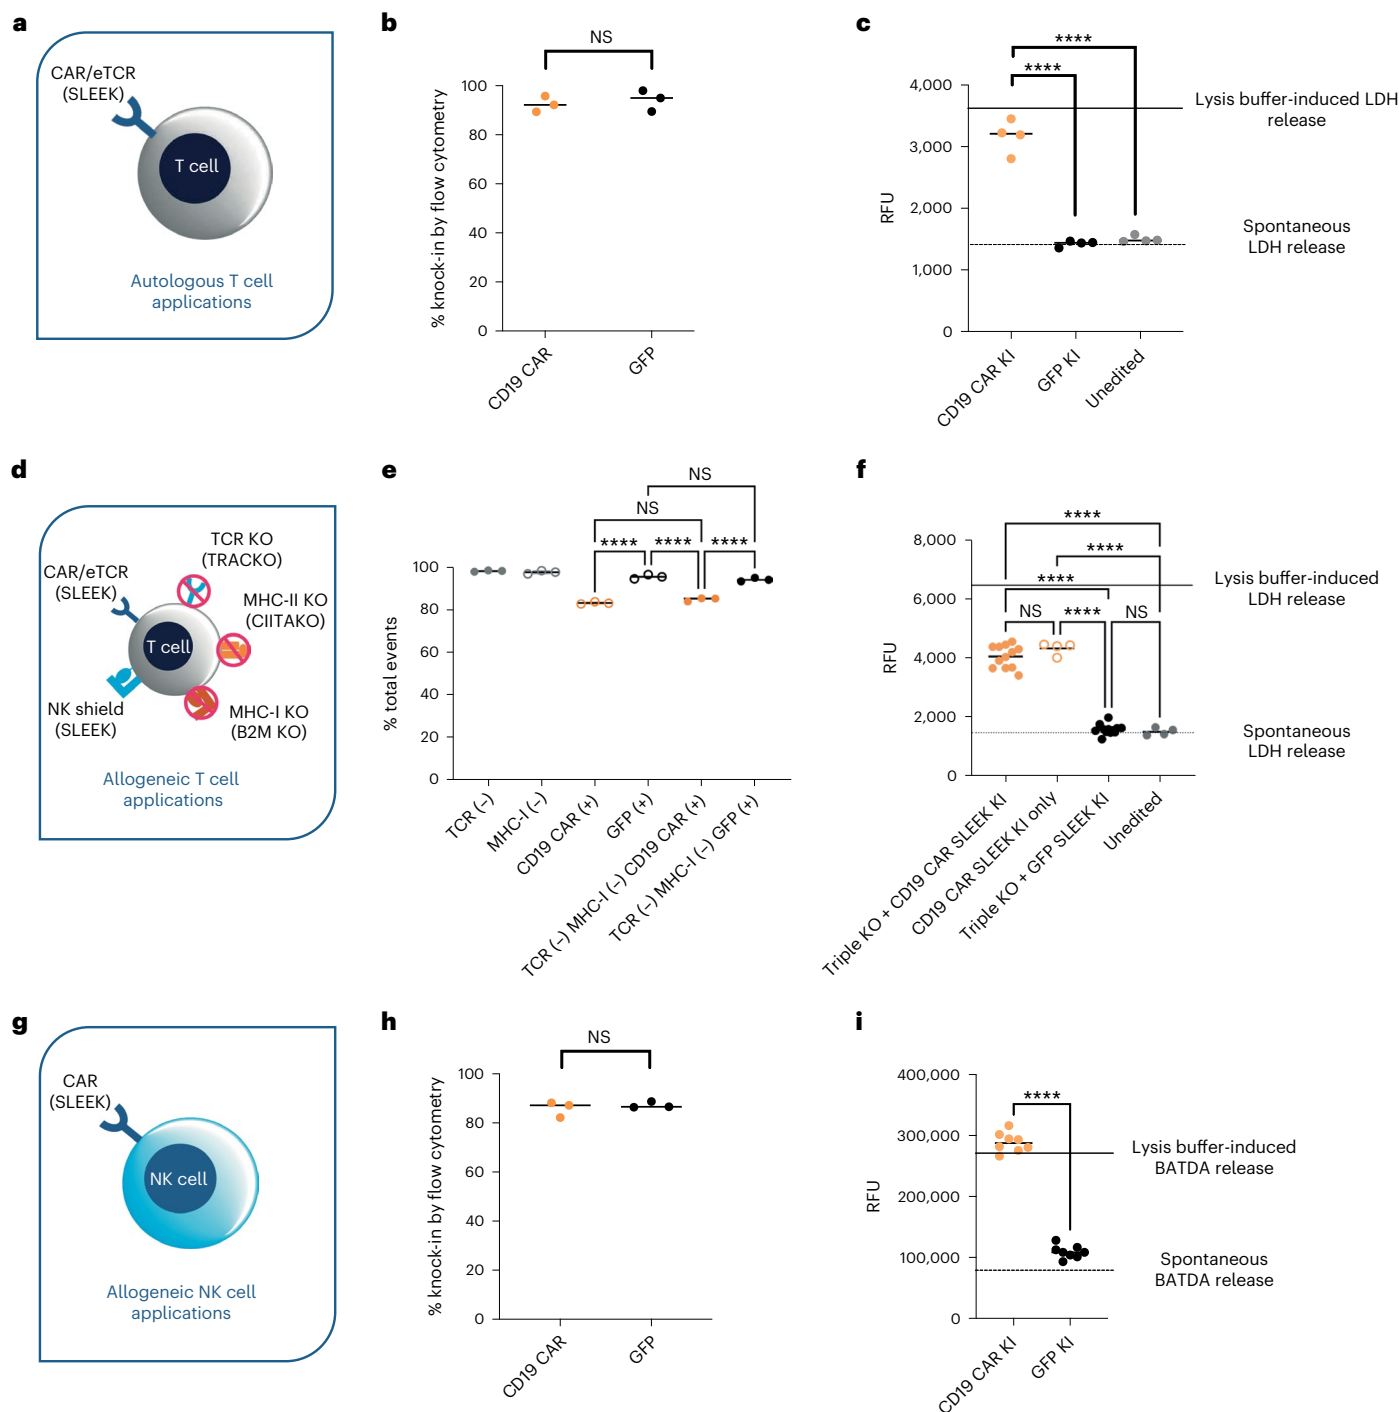 a
CAR/eTCR
(SLEEK)
T cell
Autologous T cell
applications
b
NS
% knock-in by flow cytometry
100
80
60
40
20
0
CD19 CAR
GFP
c
****
****
4,000
3,000
2,000
1,000
0
RFU
Lysis buffer-induced LDH
release
Spontaneous
LDH release
CD19 CAR KI
GFP KI
Unedited
d
TCR KO
(TRACKO)
CAR/eTCR
(SLEEK)
MHC-II KO
(CIITAKO)
T cell
NK shield
(SLEEK)
MHC-I KO
(B2M KO)
Allogeneic T cell
applications
e
NS
NS
**** **** ****
% total events
100
80
60
40
20
0
TCR (–)
MHC-I (–)
CD19 CAR (+)
GFP (+)
TCR (–) MHC-I (–) CD19 CAR (+)
TCR (–) MHC-I (–) GFP (+)
f
****
****
****
NS **** NS
8,000
6,000
4,000
2,000
0
RFU
Lysis buffer-induced
LDH release
Spontaneous
LDH release
Triple KO + CD19 CAR SLEEK KI
CD19 CAR SLEEK KI only
Triple KO + GFP SLEEK KI
Unedited
g
CAR
(SLEEK)
NK cell
Allogeneic NK cell
applications
h
NS
% knock-in by flow cytometry
100
80
60
40
20
0
CD19 CAR
GFP
i
****
400,000
300,000
200,000
100,000
0
RFU
Lysis buffer-induced
BATDA release
Spontaneous
BATDA release
CD19 CAR KI
GFP KI